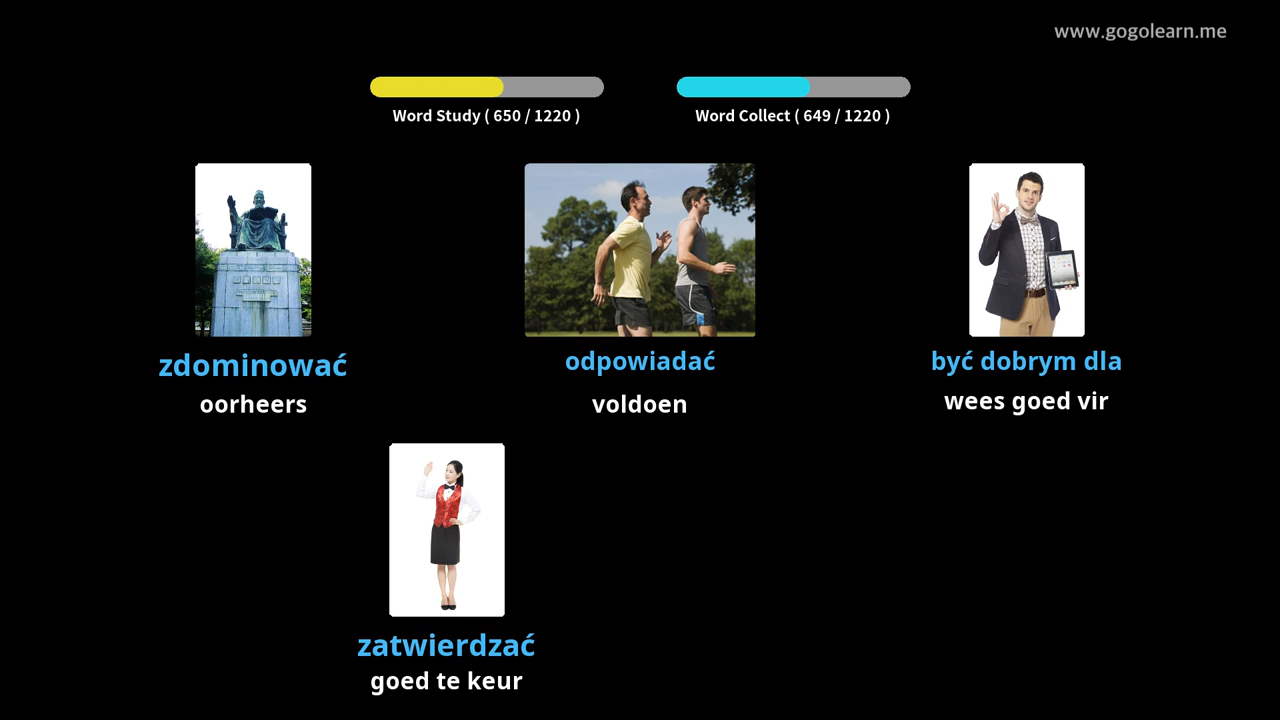 www.gogolearn.me
Word Study ( 650 / 1220 )
Word Collect ( 649 / 1220 )
zdominować
oorheers
odpowiadać
voldoen
być dobrym dla
wees goed vir
zatwierdzać
goed te keur